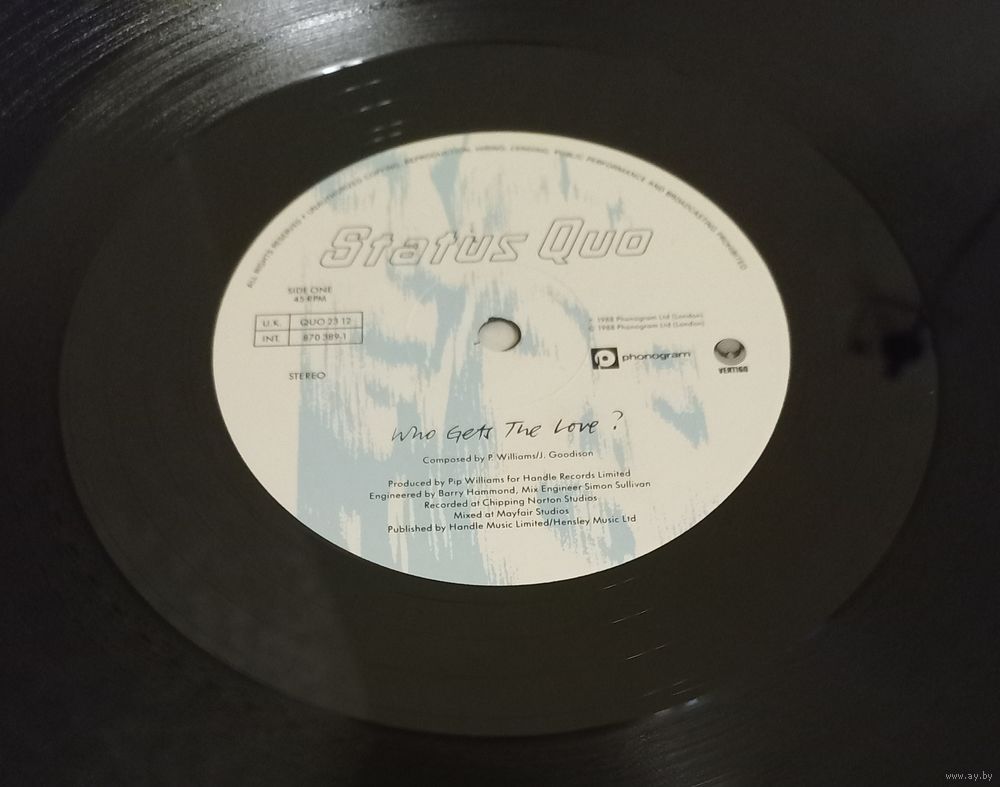 ALL RIGHTS RESERVED • UNAUTHORIZED COPYING, REPRODUCTION, HIRING, LENDING, PUBLIC PERFORMANCE AND BROADCASTING PROHIBITED
Status Quo
SIDE ONE
45 RPM
U.K. QUO 23 12
INT. 870 389-1
STEREO
℗ 1988 Phonogram Ltd (London)
© 1988 Phonogram Ltd (London)
phonogram
VERTIGO
Who Gets The Love?
Composed by P. Williams/J. Goodison
Produced by Pip Williams for Handle Records Limited
Engineered by Barry Hammond, Mix Engineer Simon Sullivan
Recorded at Chipping Norton Studios
Mixed at Mayfair Studios
Published by Handle Music Limited/Hensley Music Ltd
www.ay.by